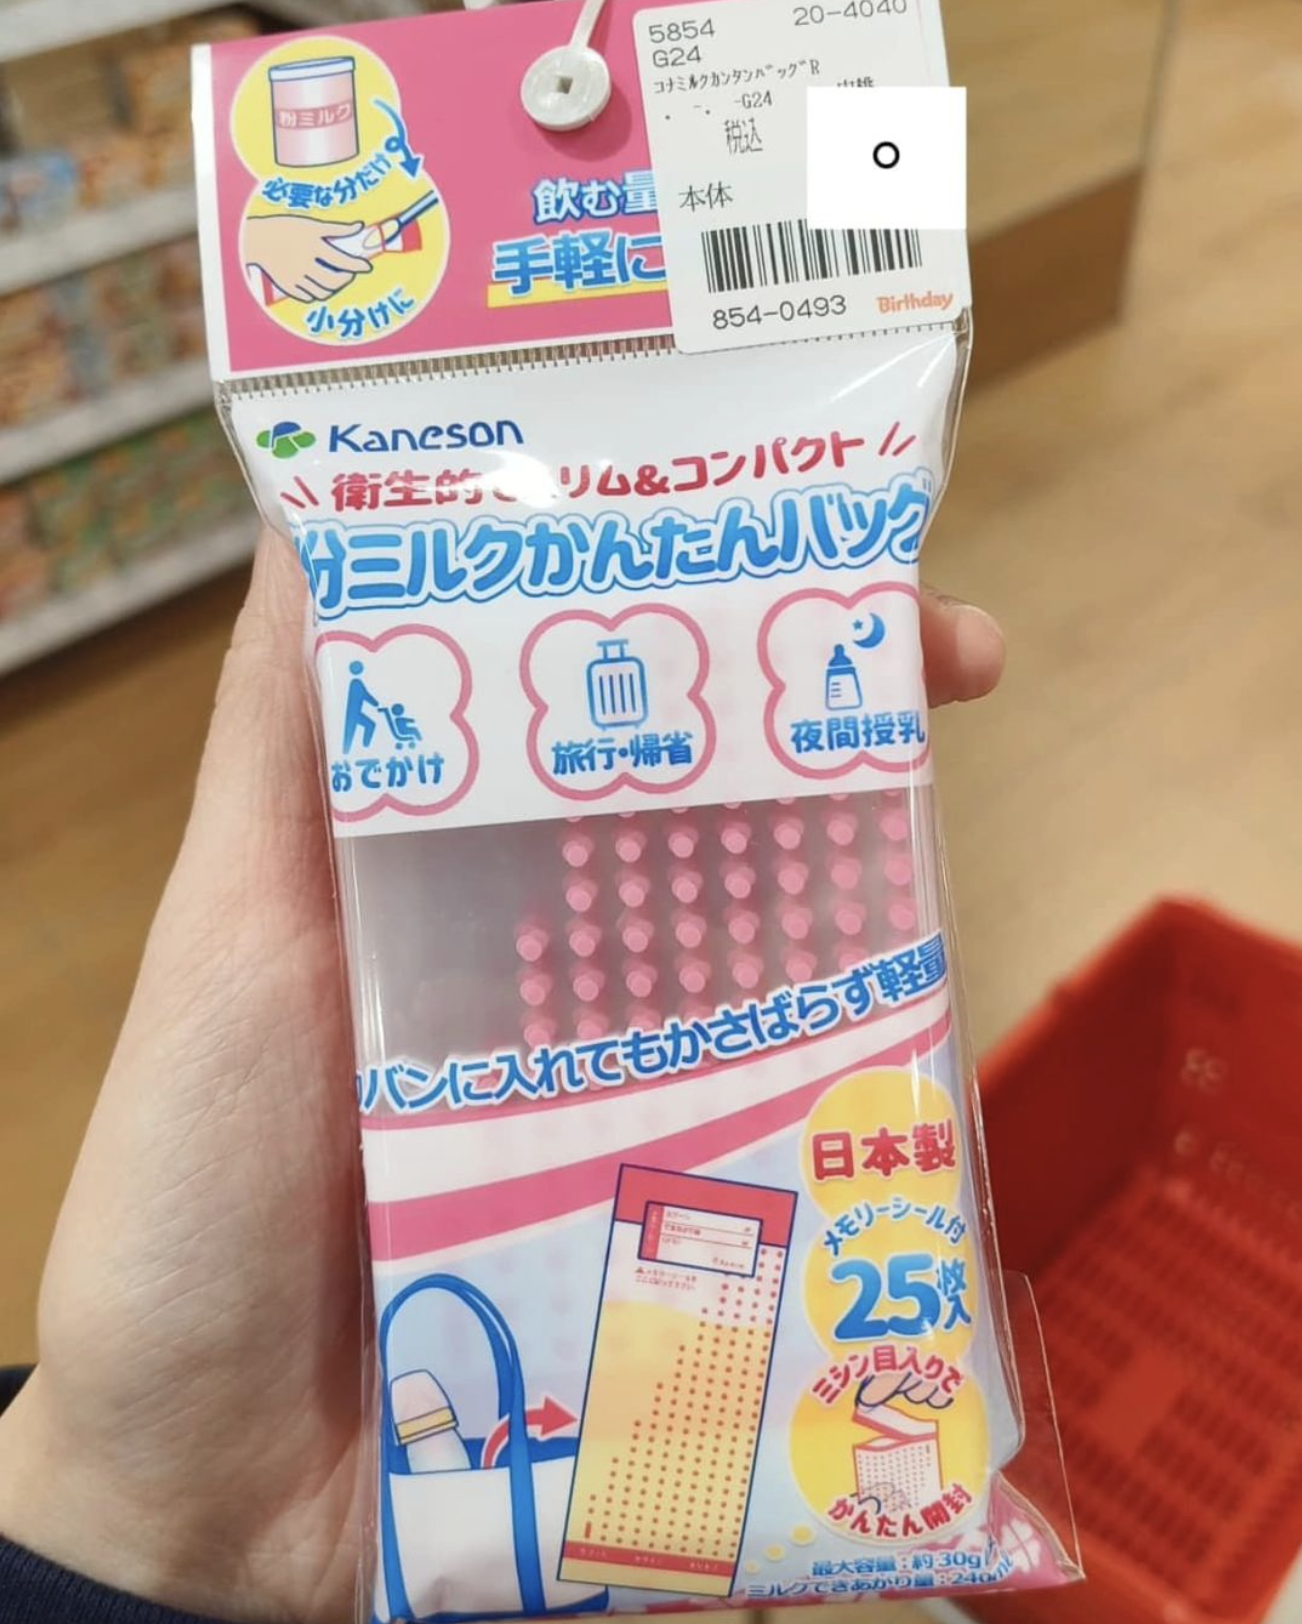 5854 20-4040
G24
コナミルクカンタンバッグR
-G24
税込
本体
854-0493 Birthday
粉ミルク
必要な分だけ
小分けに
飲む量
手軽に
Kaneson
衛生的 リム&コンパクト
粉ミルクかんたんバッグ
おでかけ
旅行・帰省
夜間授乳
バンに入れてもかさばらず軽量
日本製
メモリーシール付
25枚入
ミシン目入りで
かんたん開封
最大容量:約30g
ミルクできあがり量:240ml